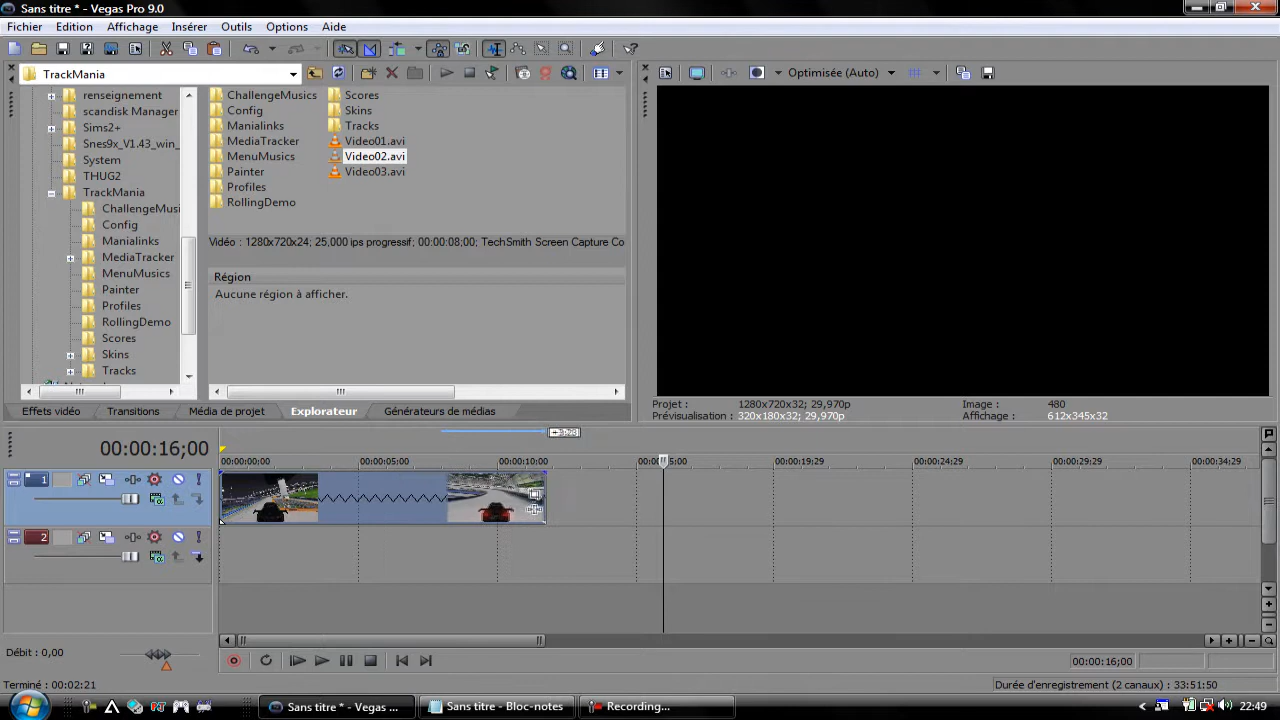 Sans titre * - Vegas Pro 9.0
Fichier Edition Affichage Insérer Outils Options Aide
TrackMania
Optimisée (Auto)
renseignement
scandisk Manager
Sims2+
Snes9x_V1.43_win_
System
THUG2
TrackMania
ChallengeMusi
Config
Manialinks
MediaTracker
MenuMusics
Painter
Profiles
RollingDemo
Scores
Skins
Tracks
ChallengeMusics
Config
Manialinks
MediaTracker
MenuMusics
Painter
Profiles
RollingDemo
Scores
Skins
Tracks
Video01.avi
Video02.avi
Video03.avi
Vidéo : 1280x720x24; 25,000 ips progressif; 00:00:08;00; TechSmith Screen Capture Co
Région
Aucune région à afficher.
Effets vidéo Transitions Média de projet Explorateur Générateurs de médias
Projet : 1280x720x32; 29,970p Image : 480
Prévisualisation : 320x180x32; 29,970p Affichage : 612x345x32
00:00:16;00
00:00:00;00 00:00:05;00 00:00:10;00 5;00 00:00:19;29 00:00:24;29 00:00:29;29 00:00:34;29
1
2
Débit : 0,00
00:00:16;00
Terminé : 00:02:21
Durée d'enregistrement (2 canaux) : 33:51:50
Sans titre * - Vegas ... Sans titre - Bloc-notes Recording... 22:49